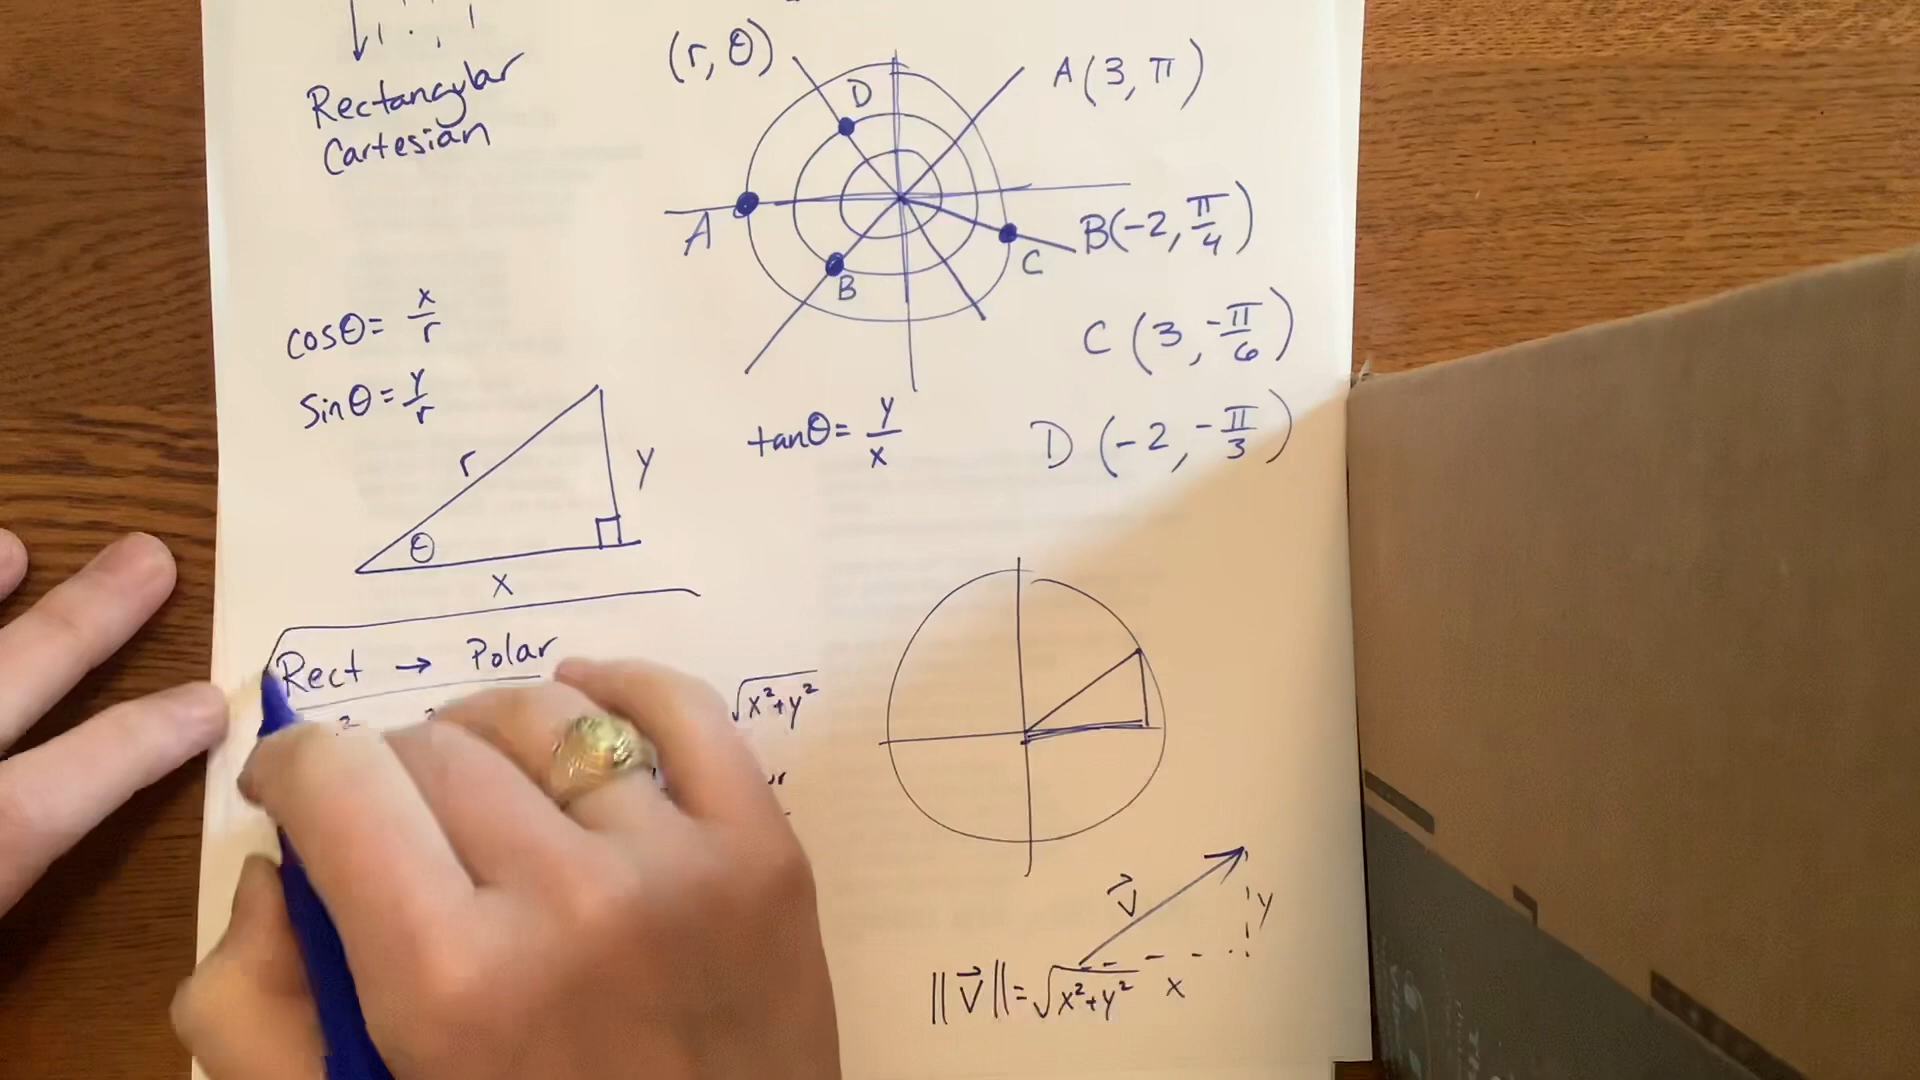 Rectangular
Cartesian
(r, θ)
D
A
B
C
A(3, π)
B(-2, π/4)
C (3, -π/6)
D (-2, -π/3)
cosθ = x/r
sinθ = y/r
tanθ = y/x
r
y
θ
x
Rect → Polar
√x²+y²
v⃗
y
x
||v⃗|| = √x²+y²